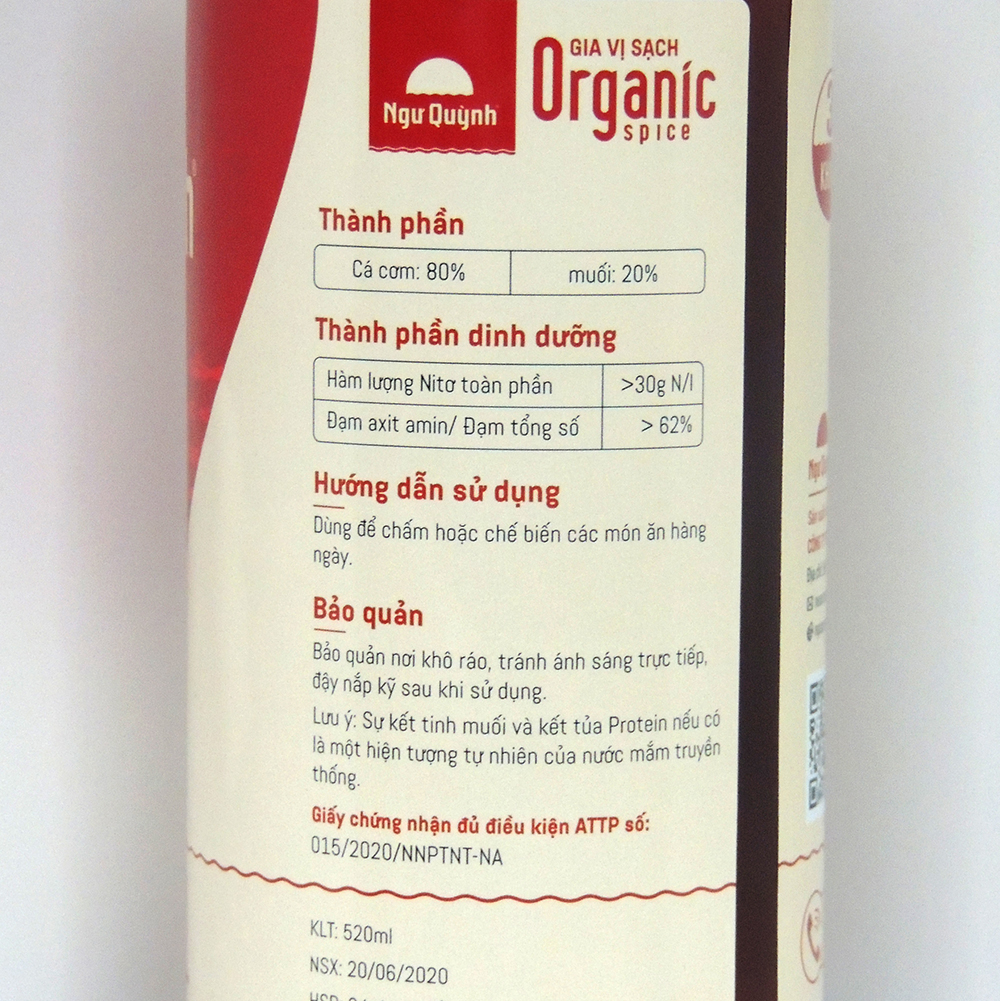 GIA VỊ SẠCH
Organic
spice
Ngư Quỳnh
Thành phần
Cá cơm: 80% muối: 20%
Thành phần dinh dưỡng
Hàm lượng Nitơ toàn phần >30g N/l
Đạm axit amin/ Đạm tổng số > 62%
Hướng dẫn sử dụng
Dùng để chấm hoặc chế biến các món ăn hàng
ngày.
Bảo quản
Bảo quản nơi khô ráo, tránh ánh sáng trực tiếp,
đậy nắp kỹ sau khi sử dụng.
Lưu ý: Sự kết tinh muối và kết tủa Protein nếu có
là một hiện tượng tự nhiên của nước mắm truyền
thống.
Giấy chứng nhận đủ điều kiện ATTP số:
015/2020/NNPTNT-NA
KLT: 520ml
NSX: 20/06/2020